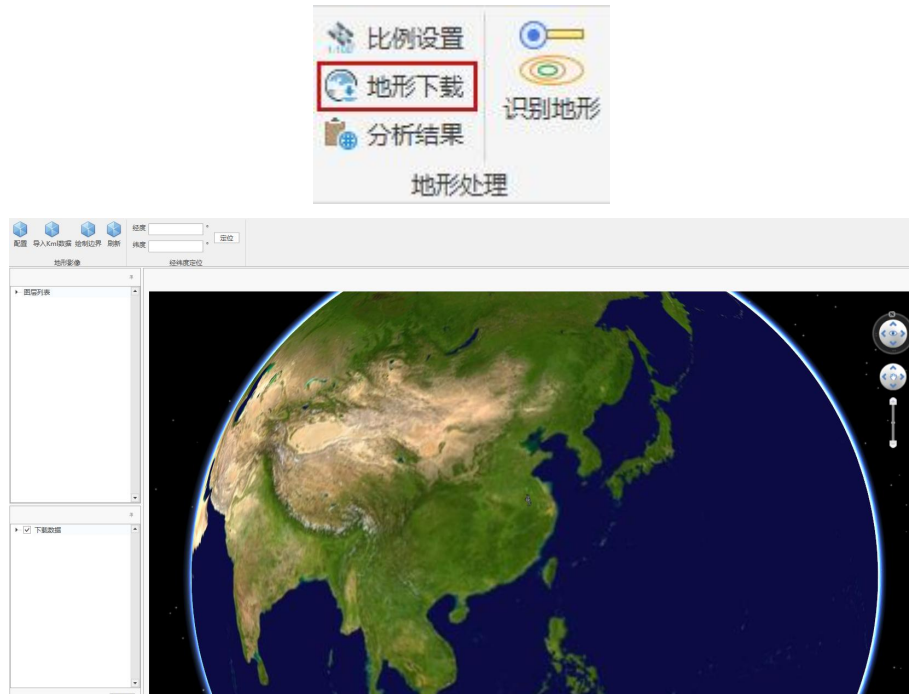 比例设置
地形下载
分析结果
识别地形
地形处理
配置 导入Kml数据 绘制边界 刷新
经度 °
纬度 °
定位
地形影像 经纬度定位
图层列表
下载数据